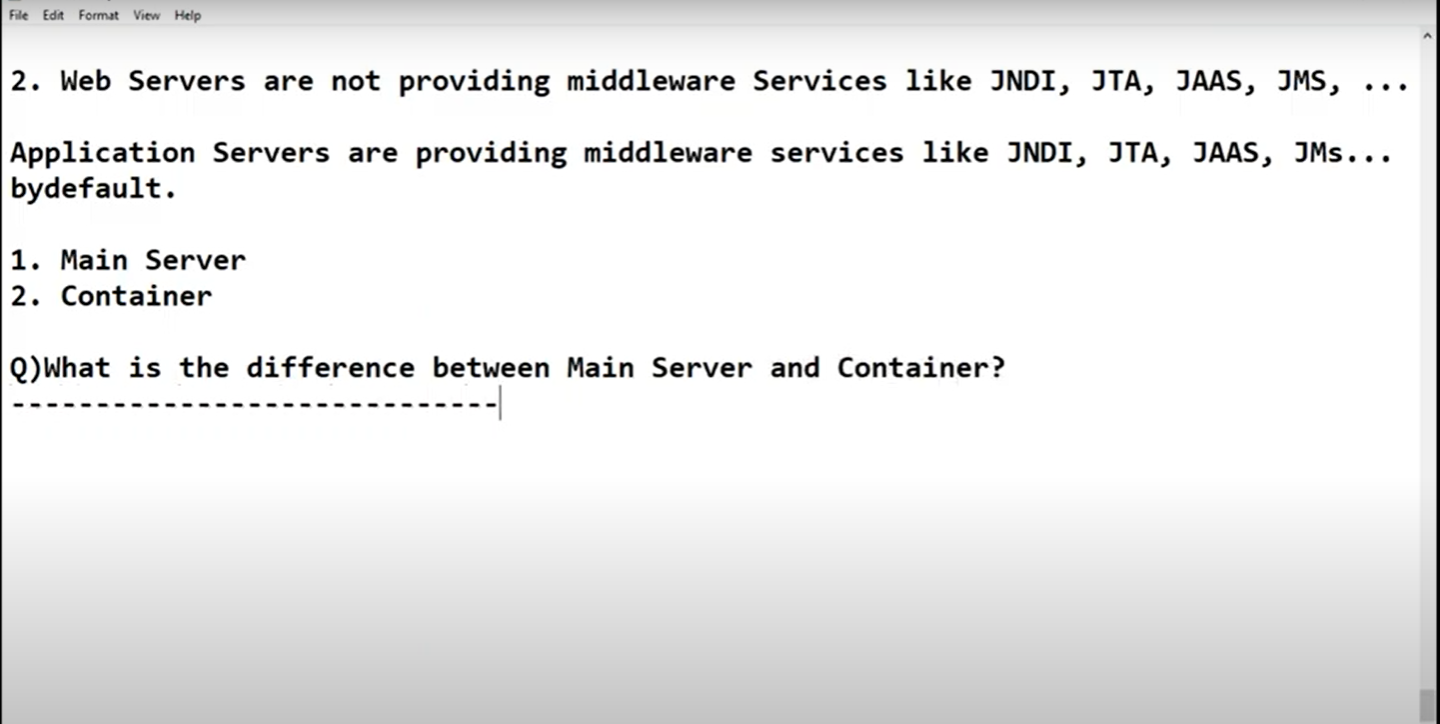 File Edit Format View Help
2. Web Servers are not providing middleware Services like JNDI, JTA, JAAS, JMS, ...
Application Servers are providing middleware services like JNDI, JTA, JAAS, JMs...
bydefault.
1. Main Server
2. Container
Q)What is the difference between Main Server and Container?
-----------------------------